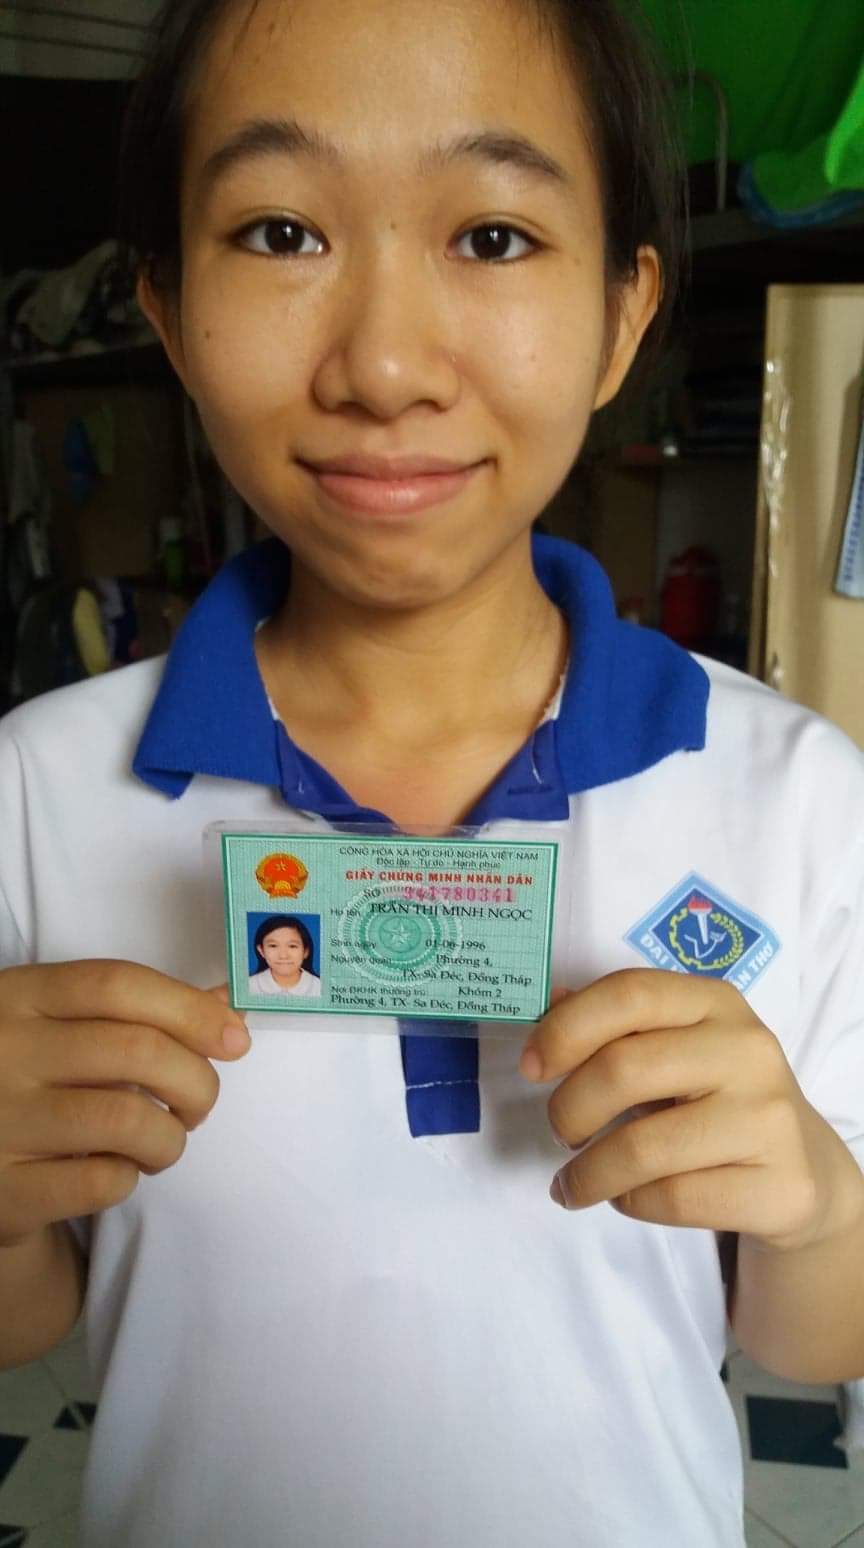 CỘNG HÒA XÃ HỘI CHỦ NGHĨA VIỆT NAM
Độc lập - Tự do - Hạnh phúc
GIẤY CHỨNG MINH NHÂN DÂN
SỐ 341780341
Họ tên TRẦN THỊ MINH NGỌC
Sinh ngày 01-06-1996
Nguyên quán Phường 4,
TX- Sa Đéc, Đồng Tháp
Nơi ĐKHK thường trú Khóm 2
Phường 4, TX- Sa Đéc, Đồng Tháp
ĐẠI
THƠ